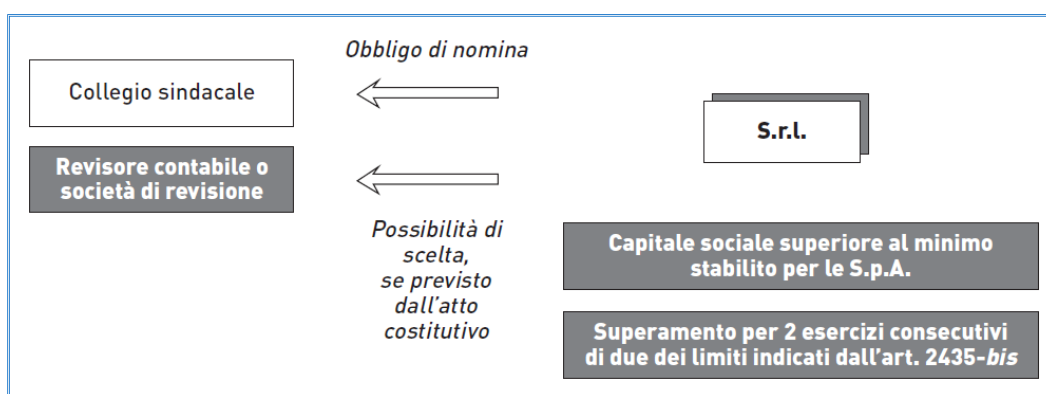 Obbligo di nomina
Collegio sindacale
S.r.l.
Revisore contabile o
società di revisione
Possibilità di
scelta,
se previsto
dall'atto
costitutivo
Capitale sociale superiore al minimo
stabilito per le S.p.A.
Superamento per 2 esercizi consecutivi
di due dei limiti indicati dall'art. 2435-bis